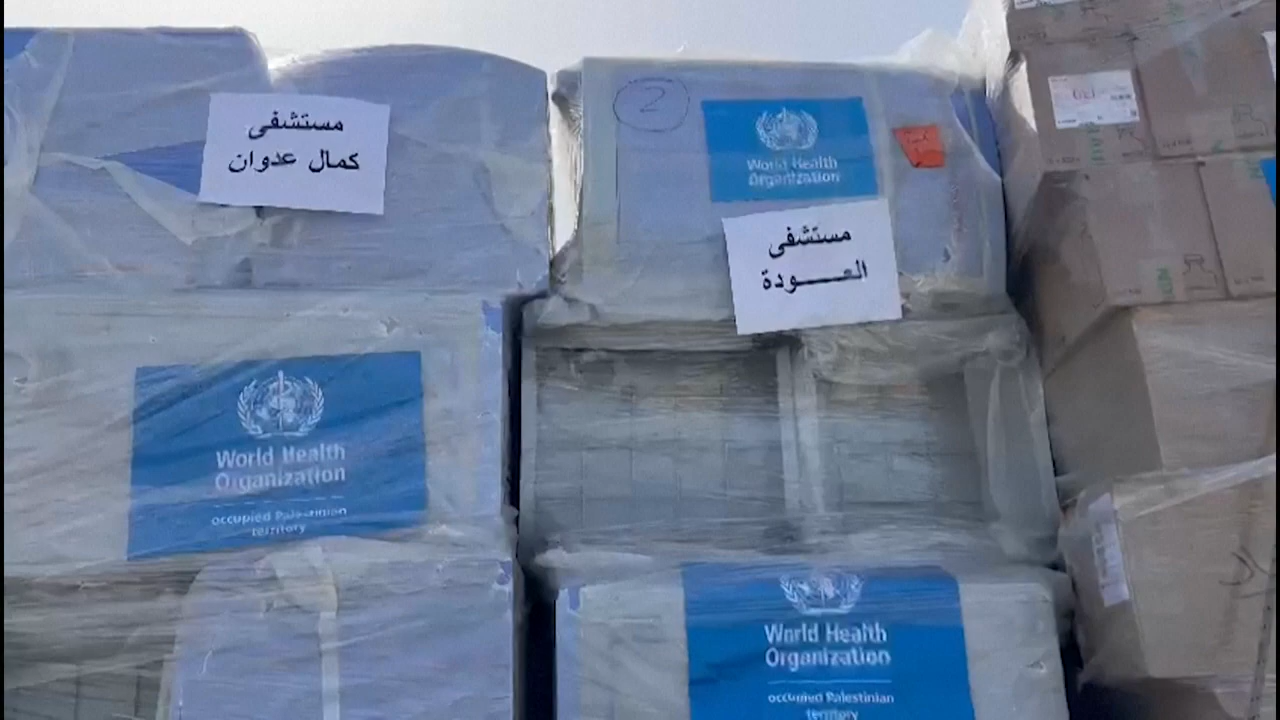 مستشفى
كمال عدوان
2
World Health
Organization
مستشفى
العـــودة
World Health
Organization
occupied Palestinian
territory
World Health
Organization
occupied Palestinian
territory